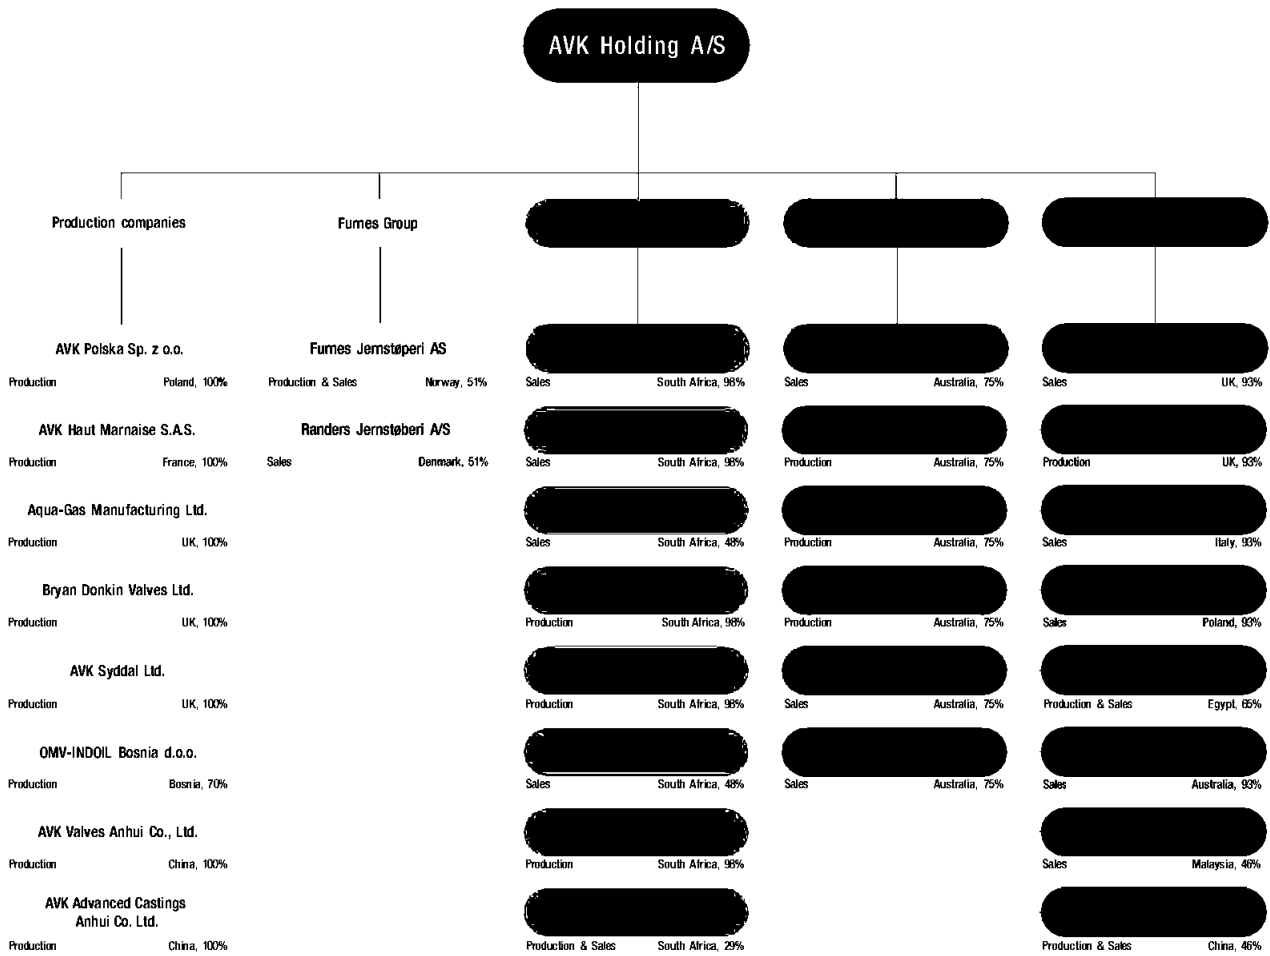 AVK Holding A/S
Production companies
Furnes Group
AVK Polska Sp. z o.o.
Production Poland, 100%
AVK Haut Marnaise S.A.S.
Production France, 100%
Aqua-Gas Manufacturing Ltd.
Production UK, 100%
Bryan Donkin Valves Ltd.
Production UK, 100%
AVK Syddal Ltd.
Production UK, 100%
OMV-INDOIL Bosnia d.o.o.
Production Bosnia, 70%
AVK Valves Anhui Co., Ltd.
Production China, 100%
AVK Advanced Castings
Anhui Co. Ltd.
Production China, 100%
Furnes Jernstøperi AS
Production & Sales Norway, 51%
Randers Jernstøberi A/S
Sales Denmark, 51%
Sales South Africa, 98%
Sales South Africa, 98%
Sales South Africa, 48%
Production South Africa, 98%
Production South Africa, 98%
Sales South Africa, 48%
Production South Africa, 98%
Production & Sales South Africa, 29%
Sales Australia, 75%
Production Australia, 75%
Production Australia, 75%
Production Australia, 75%
Sales Australia, 75%
Sales Australia, 75%
Sales UK, 93%
Production UK, 93%
Sales Italy, 93%
Sales Poland, 93%
Production & Sales Egypt, 65%
Sales Australia, 93%
Sales Malaysia, 46%
Production & Sales China, 46%